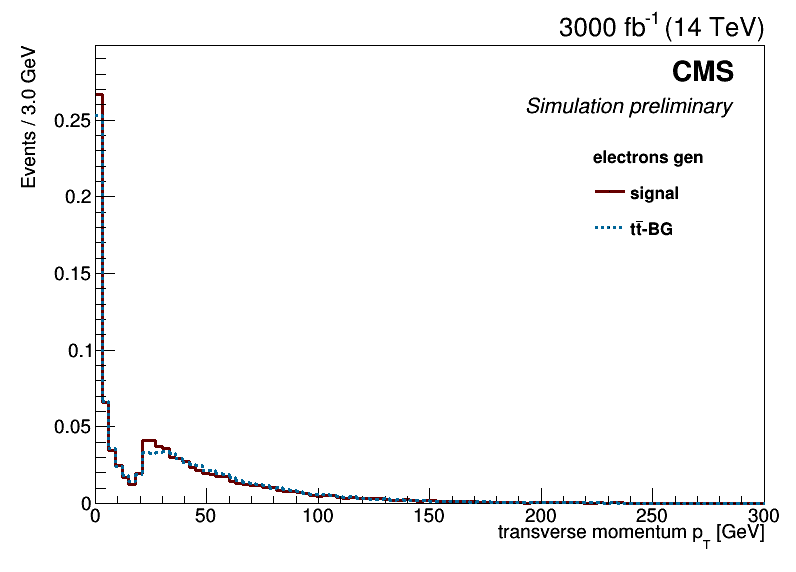 3000 fb⁻¹ (14 TeV)
Events / 3.0 GeV
CMS
Simulation preliminary
electrons gen
signal
tt̄-BG
0.25
0.2
0.15
0.1
0.05
0
0 50 100 150 200 250 300
transverse momentum p_T [GeV]